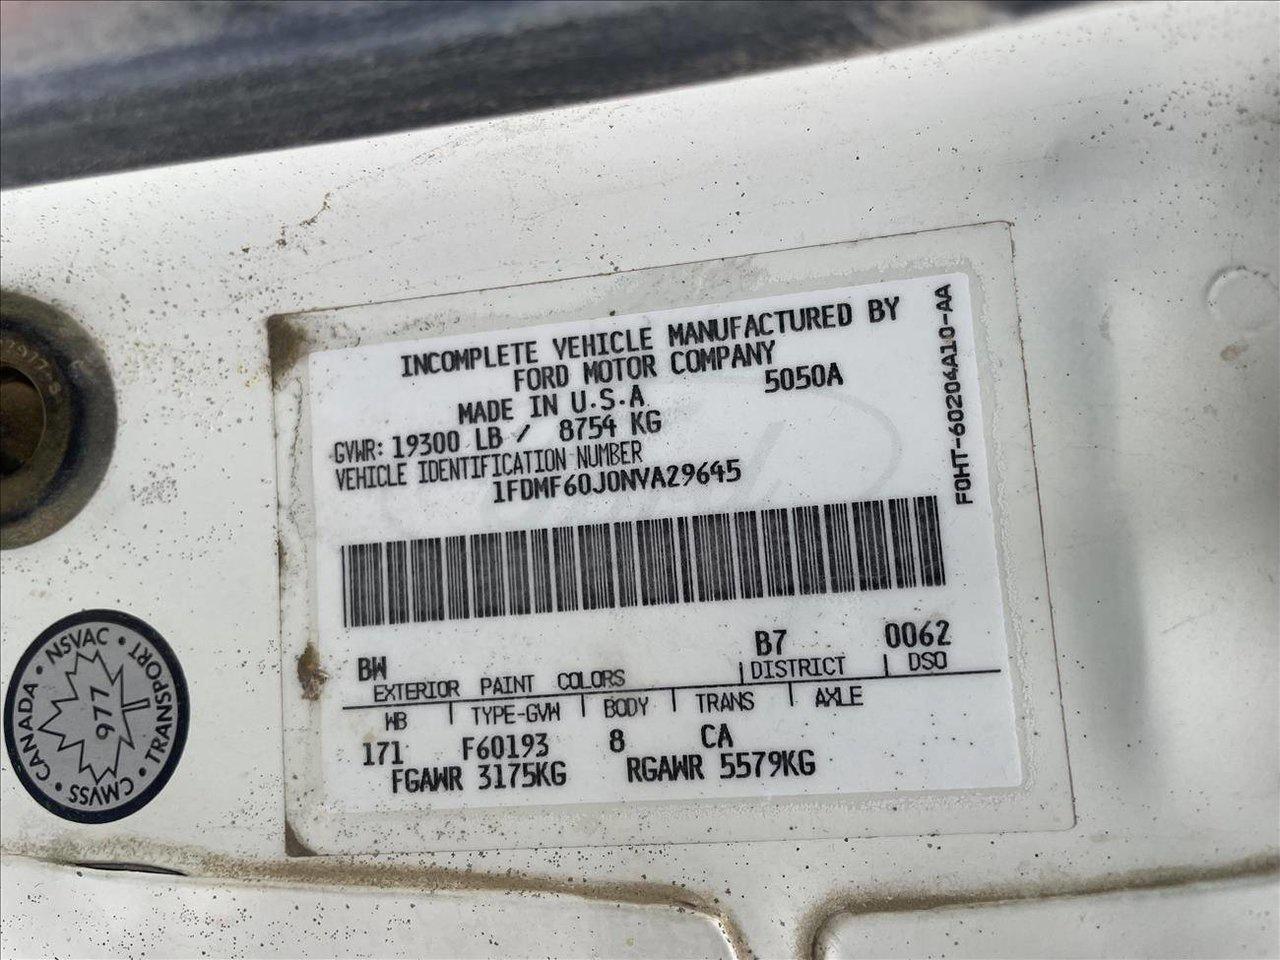 INCOMPLETE VEHICLE MANUFACTURED BY
FORD MOTOR COMPANY
MADE IN U.S.A 5050A
GVWR: 19300 LB / 8754 KG
VEHICLE IDENTIFICATION NUMBER
1FDMF60J0NVA29645
F0HT-60204A10-AA
BW B7 0062
EXTERIOR PAINT COLORS DISTRICT DSO
WB TYPE-GVW BODY TRANS AXLE
171 F60193 8 CA
FGAWR 3175KG RGAWR 5579KG
CANADA • NSVAC • TRANSPORT • CMVSS •
977